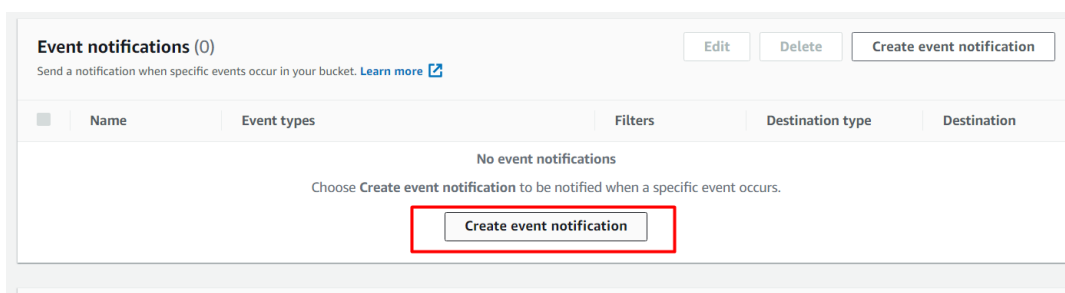 Event notifications (0)
Edit
Delete
Create event notification
Send a notification when specific events occur in your bucket. Learn more
Name
Event types
Filters
Destination type
Destination
No event notifications
Choose Create event notification to be notified when a specific event occurs.
Create event notification